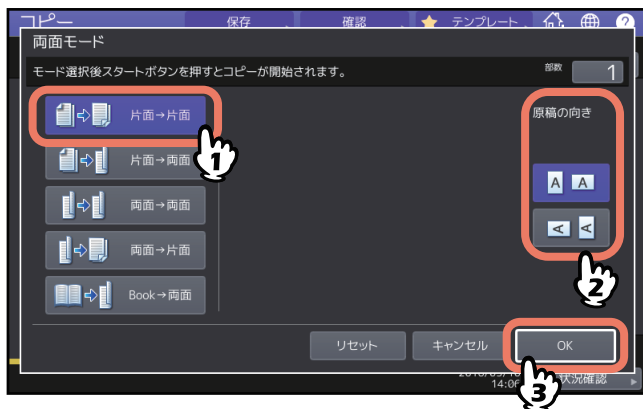 コピー 保存 確認 テンプレート ?
両面モード
モード選択後スタートボタンを押すとコピーが開始されます。 部数 1
片面→片面
1
片面→両面
両面→両面
両面→片面
Book→両面
原稿の向き
A A
A A
2
リセット キャンセル OK
3
14:06 状況確認